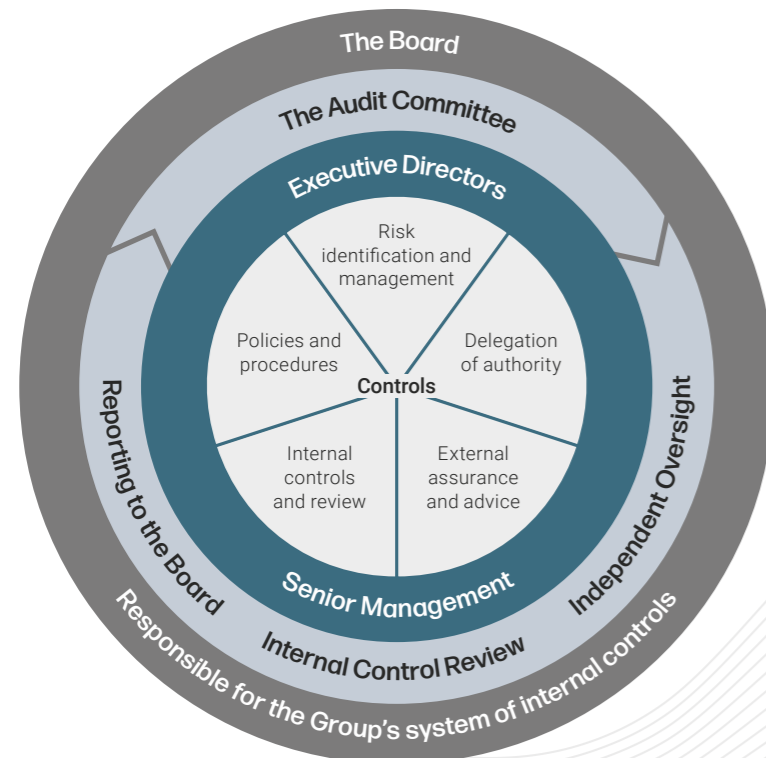 The Board
The Audit Committee
Executive Directors
Risk
identification and
management
Policies and
procedures
Delegation
of authority
Controls
Internal
controls
and review
External
assurance
and advice
Senior Management
Reporting to the Board
Internal Control Review
Independent Oversight
Responsible for the Group's system of internal controls